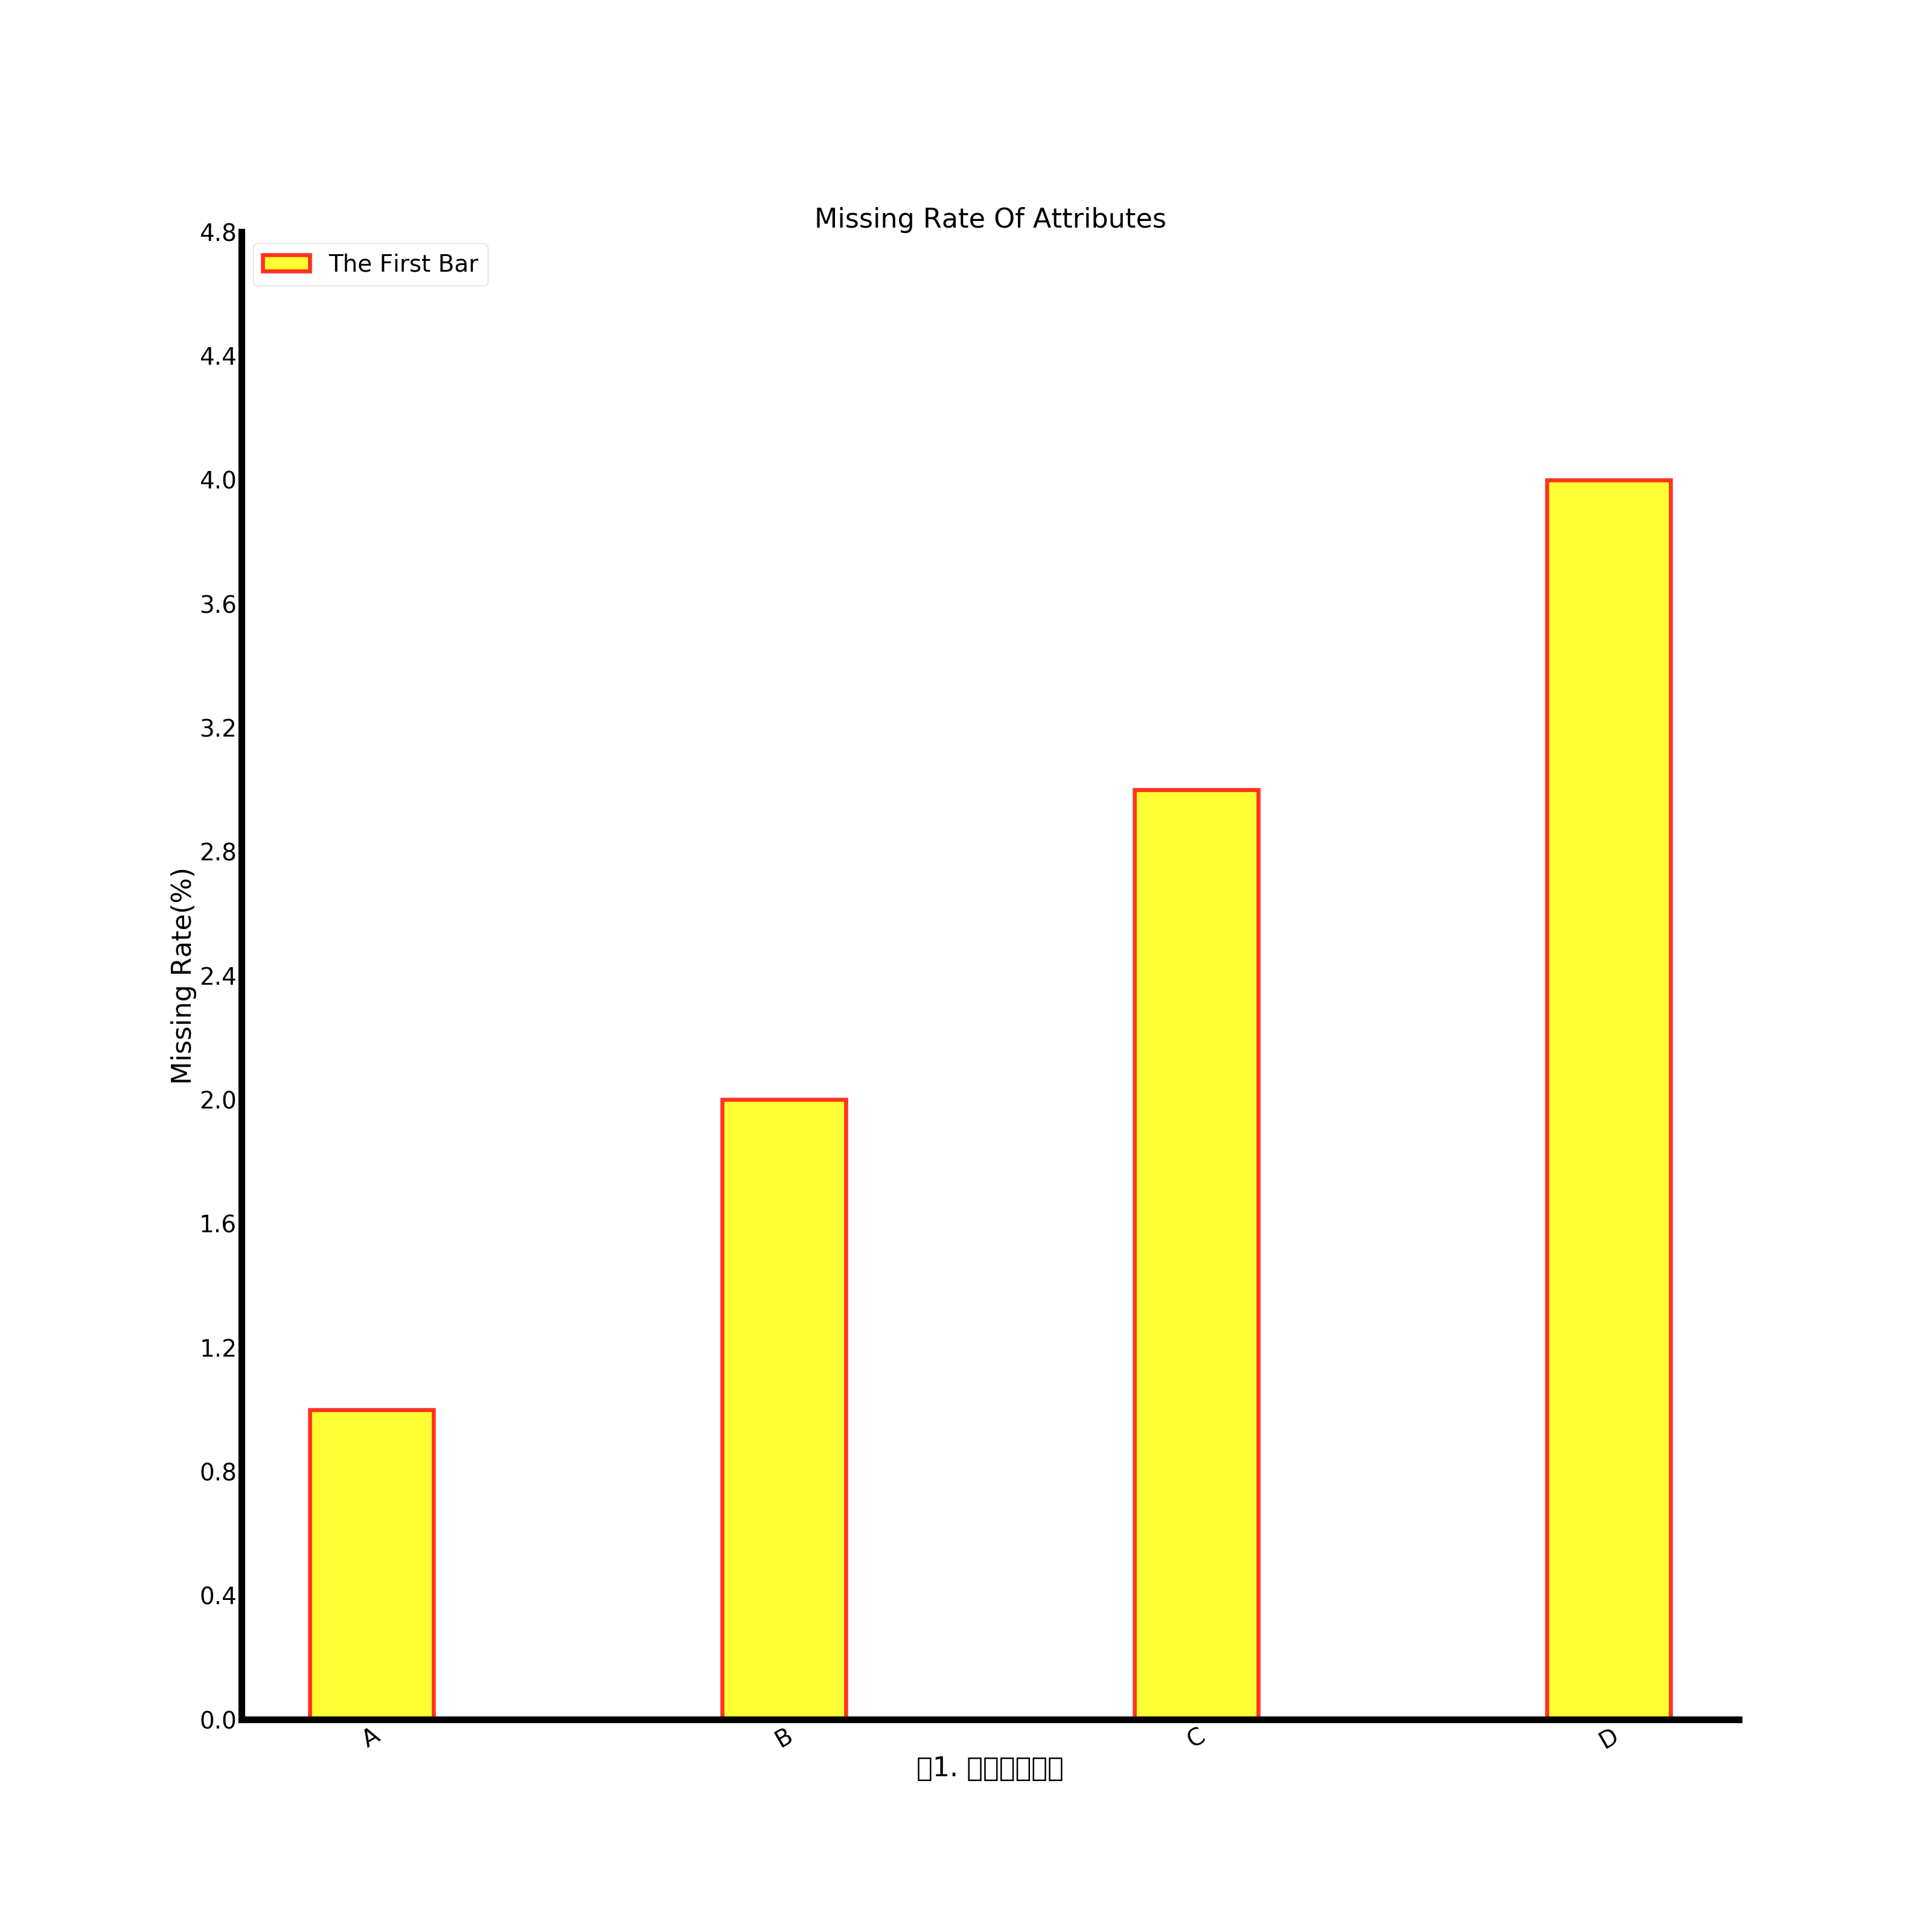 Missing Rate Of Attributes
The First Bar
4.8
4.4
4.0
3.6
3.2
2.8
2.4
2.0
1.6
1.2
0.8
0.4
0.0
Missing Rate(%)
A
B
C
D
1.